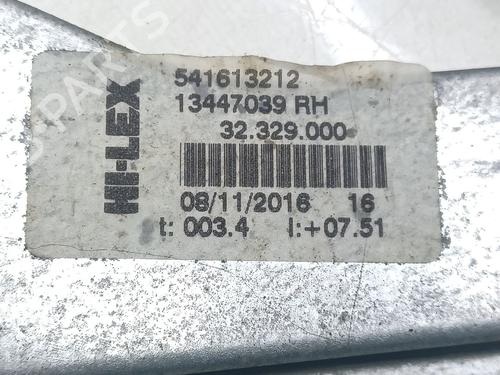 HI-LEX
541613212
13447039 RH
32.329.000
08/11/2016 16
t: 003.4 l:+07.51